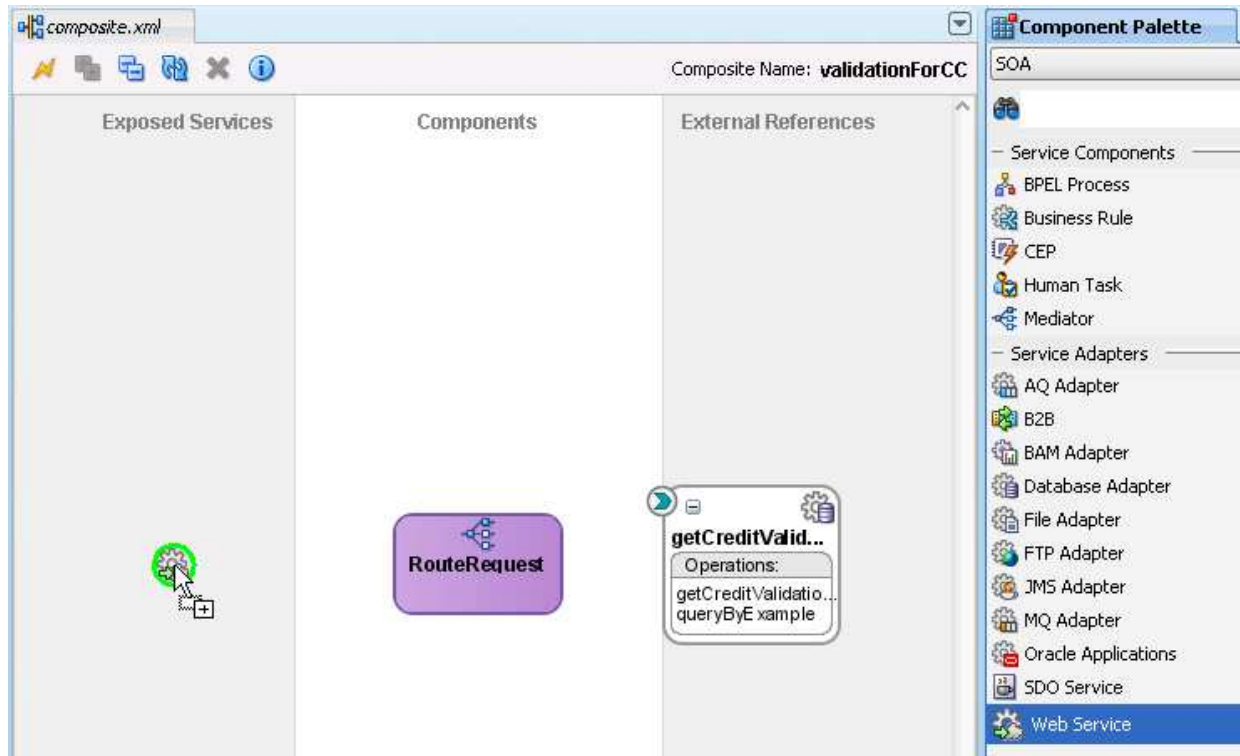 composite.xml
Composite Name: validationForCC
Exposed Services
Components
External References
RouteRequest
getCreditValid...
Operations:
getCreditValidatio...
queryByExample
Component Palette
SOA
Service Components
BPEL Process
Business Rule
CEP
Human Task
Mediator
Service Adapters
AQ Adapter
B2B
BAM Adapter
Database Adapter
File Adapter
FTP Adapter
JMS Adapter
MQ Adapter
Oracle Applications
SDO Service
Web Service